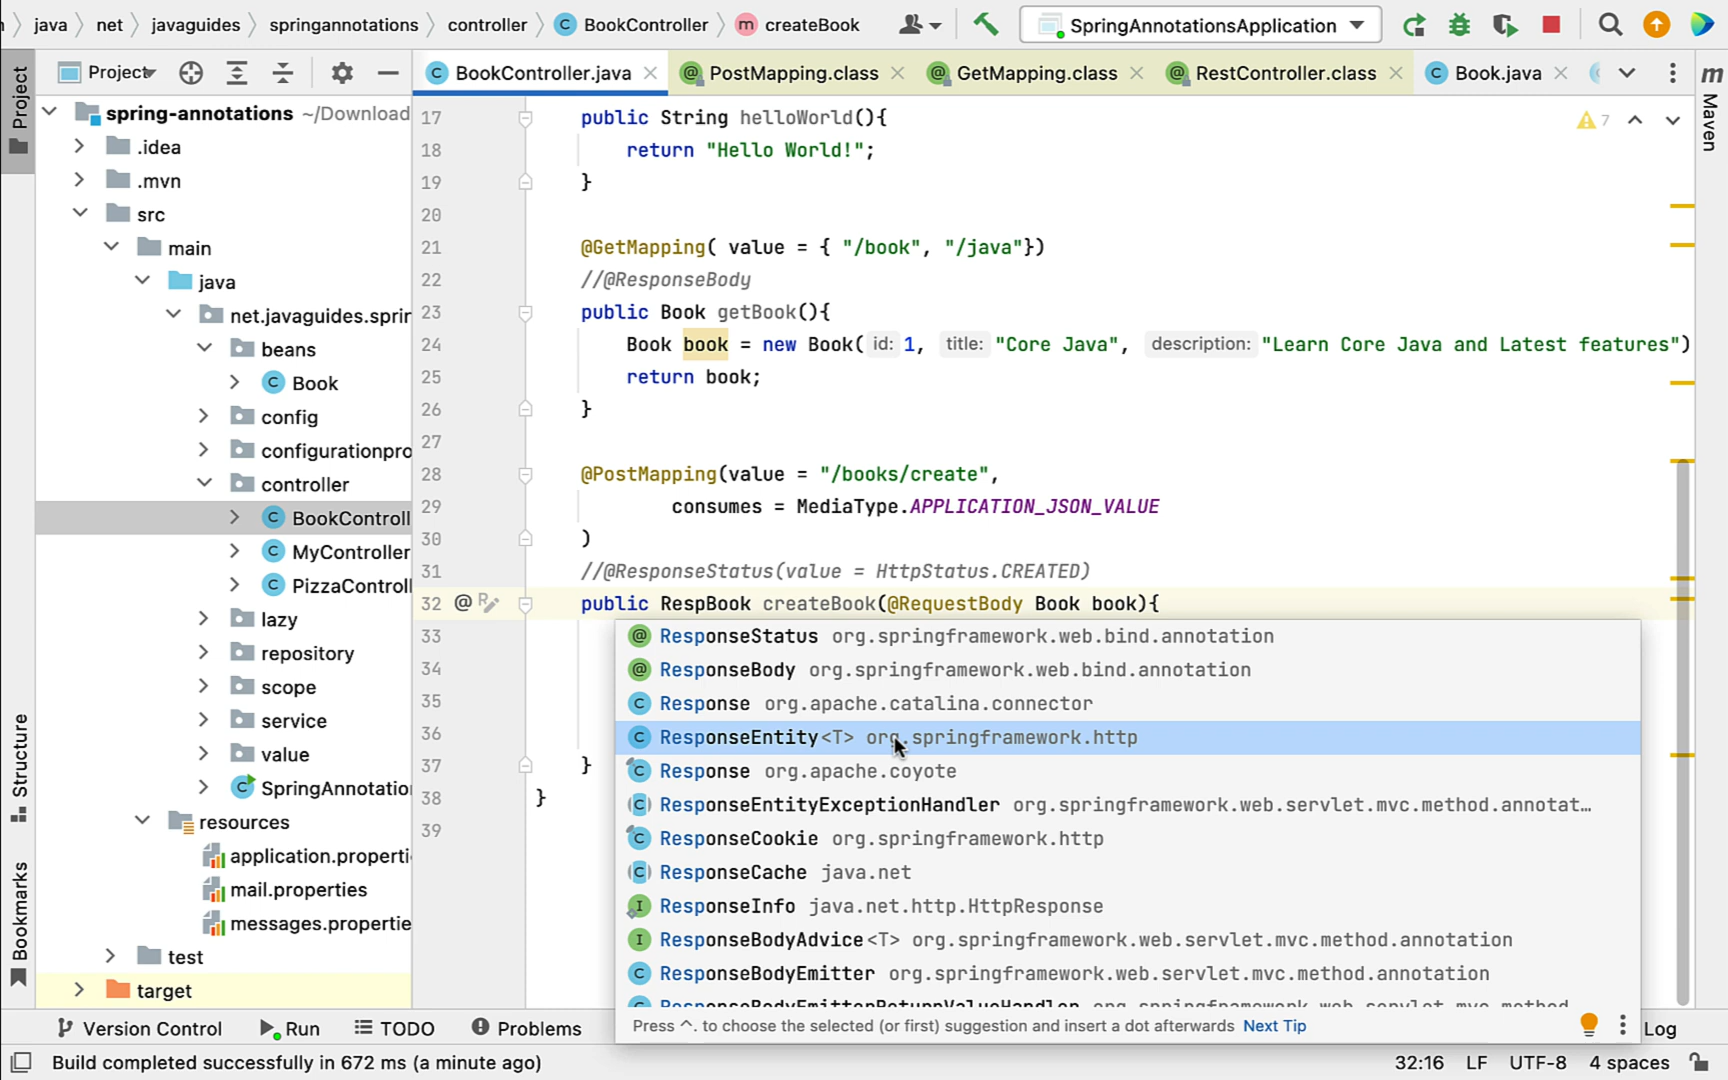 java net javaguides springannotations controller BookController createBook SpringAnnotationsApplication
Project BookController.java PostMapping.class GetMapping.class RestController.class Book.java
Project
Structure
Bookmarks
Maven
spring-annotations ~/Download
.idea
.mvn
src
main
java
net.javaguides.sprin
beans
Book
config
configurationpro
controller
BookControll
MyController
PizzaControll
lazy
repository
scope
service
value
SpringAnnotatio
resources
application.properti
mail.properties
messages.propertie
test
target
7
17 public String helloWorld(){
18 return "Hello World!";
19 }
20
21 @GetMapping( value = { "/book", "/java"})
22 //@ResponseBody
23 public Book getBook(){
24 Book book = new Book( id: 1, title: "Core Java", description: "Learn Core Java and Latest features")
25 return book;
26 }
27
28 @PostMapping(value = "/books/create",
29 consumes = MediaType.APPLICATION_JSON_VALUE
30 )
31 //@ResponseStatus(value = HttpStatus.CREATED)
32 public RespBook createBook(@RequestBody Book book){
33
34
35
36
37 }
38 }
39
ResponseStatus org.springframework.web.bind.annotation
ResponseBody org.springframework.web.bind.annotation
Response org.apache.catalina.connector
ResponseEntity<T> org.springframework.http
Response org.apache.coyote
ResponseEntityExceptionHandler org.springframework.web.servlet.mvc.method.annotat…
ResponseCookie org.springframework.http
ResponseCache java.net
ResponseInfo java.net.http.HttpResponse
ResponseBodyAdvice<T> org.springframework.web.servlet.mvc.method.annotation
ResponseBodyEmitter org.springframework.web.servlet.mvc.method.annotation
ResponseBodyEmitterReturnValueHandler org.springframework.web.servlet.mvc.method
Press ^. to choose the selected (or first) suggestion and insert a dot afterwards Next Tip
Version Control Run TODO Problems Log
Build completed successfully in 672 ms (a minute ago) 32:16 LF UTF-8 4 spaces